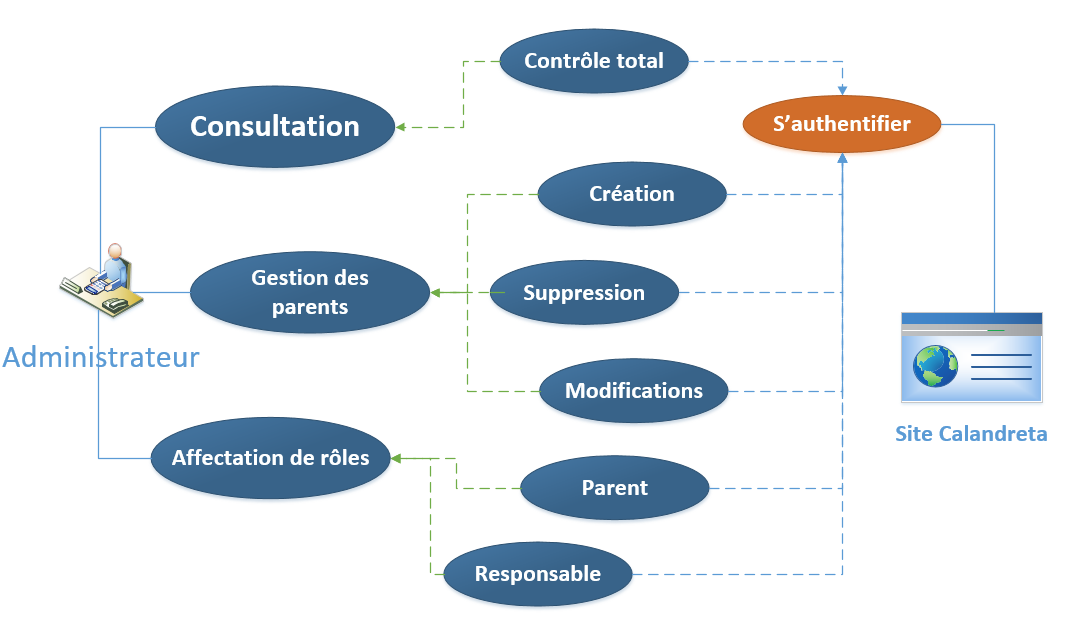 Contrôle total
Consultation
S’authentifier
Création
Gestion des
parents
Suppression
Administrateur
Modifications
Site Calandreta
Affectation de rôles
Parent
Responsable